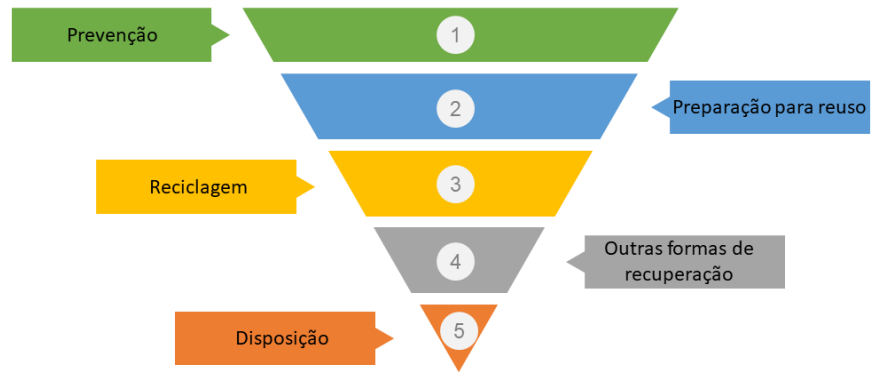 Prevenção
1
2
Preparação para reuso
Reciclagem
3
4
Outras formas de
recuperação
Disposição
5